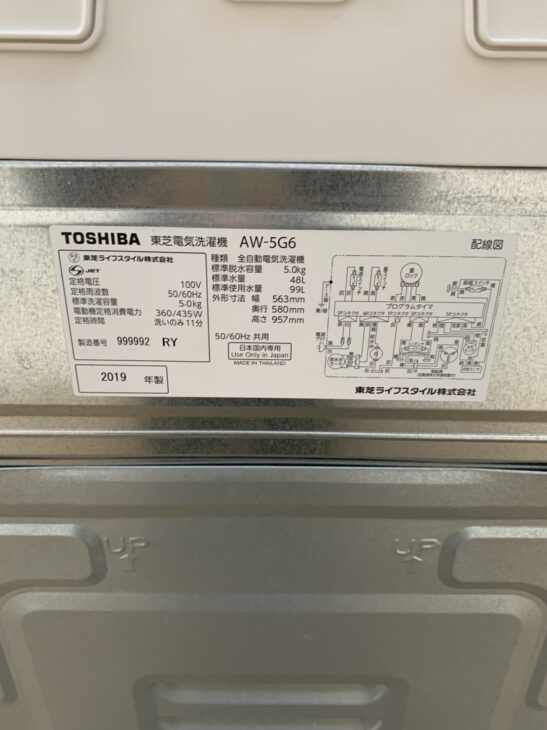 TOSHIBA 東芝電気洗濯機 AW-5G6
東芝ライフスタイル株式会社
JET
定格電圧 100V
定格周波数 50/60Hz
標準洗濯容量 5.0kg
電動機定格消費電力 360/435W
定格時間 洗いのみ 11分
製造番号 999992 RY
2019 年製
種類 全自動電気洗濯機
標準脱水容量 5.0kg
標準水量 48L
標準使用水量 99L
外形寸法 幅 563mm
奥行 580mm
高さ 957mm
50/60Hz 共用
日本国内専用
Use Only in Japan
MADE IN THAILAND
配線図
ロック
プログラムタイマ
東芝ライフスタイル株式会社
UP
UP